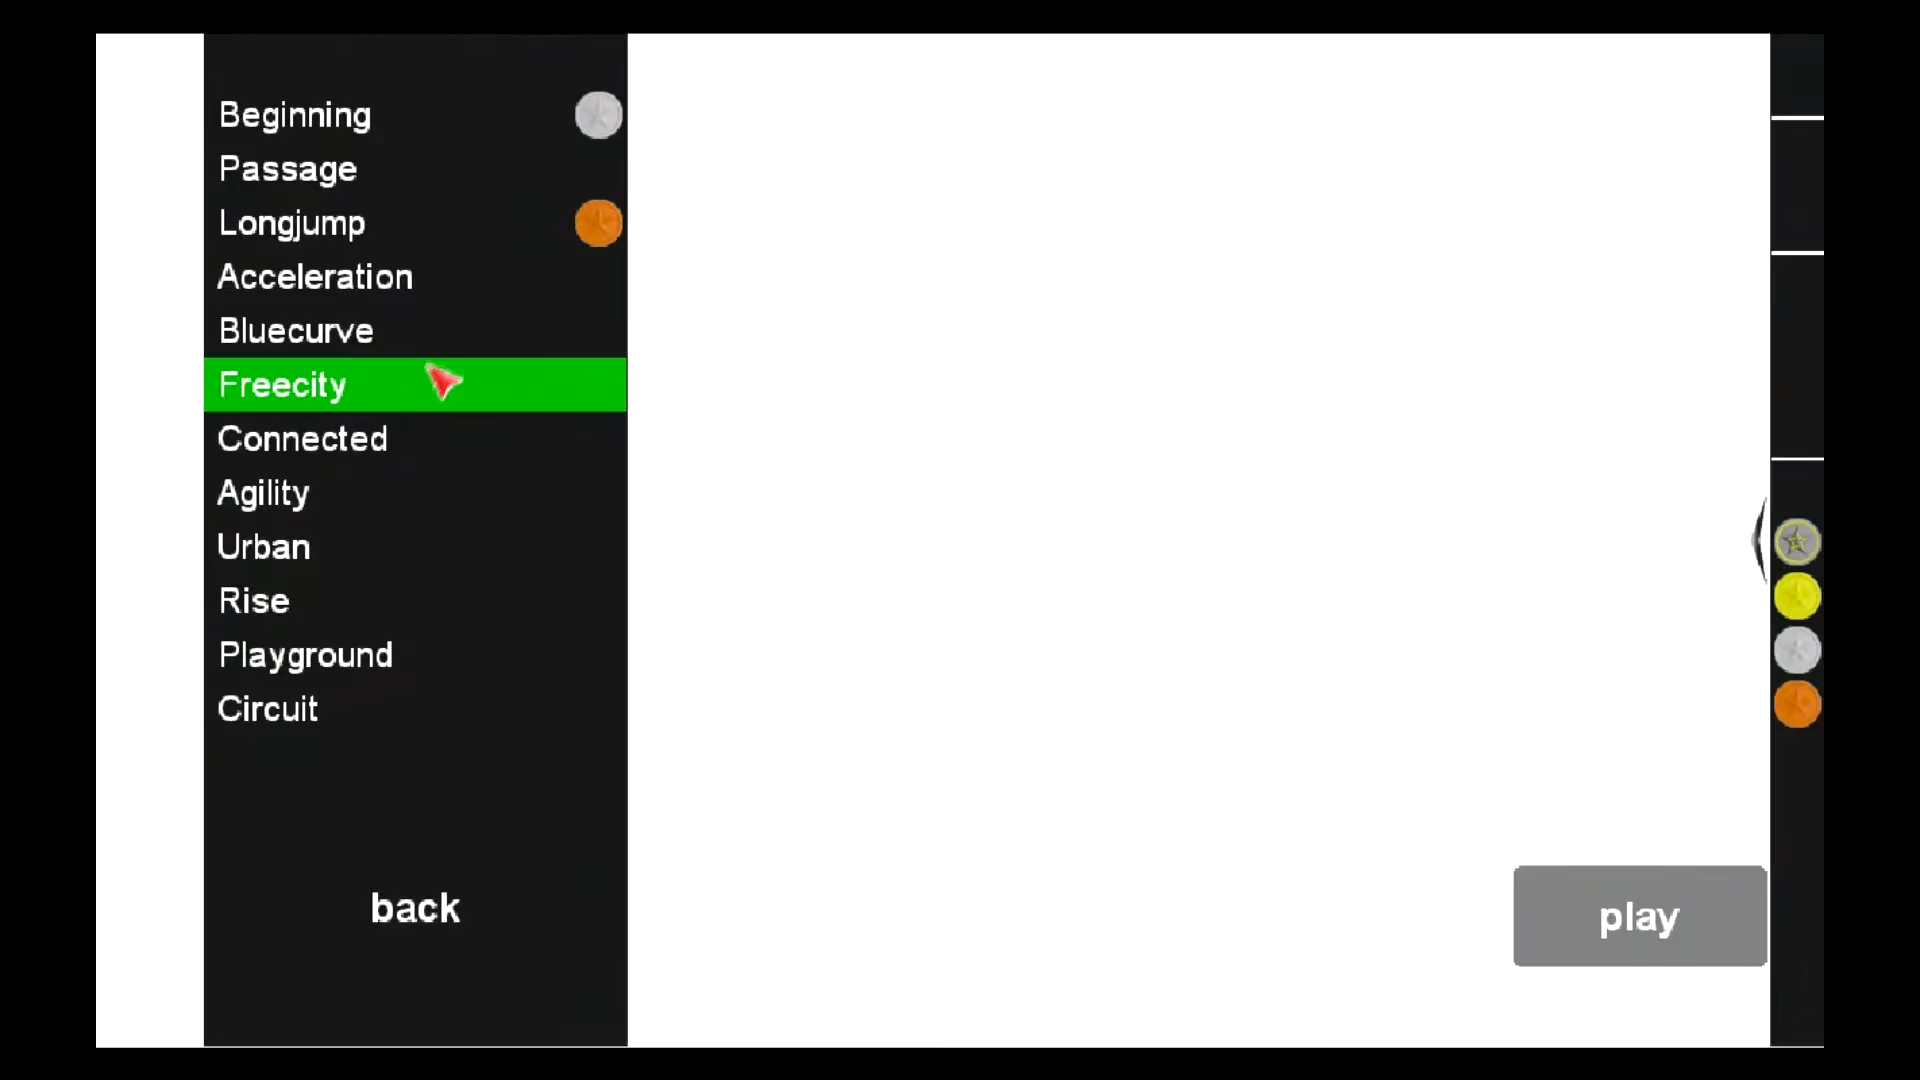 Beginning
Passage
Longjump
Acceleration
Bluecurve
Freecity
Connected
Agility
Urban
Rise
Playground
Circuit
back
play